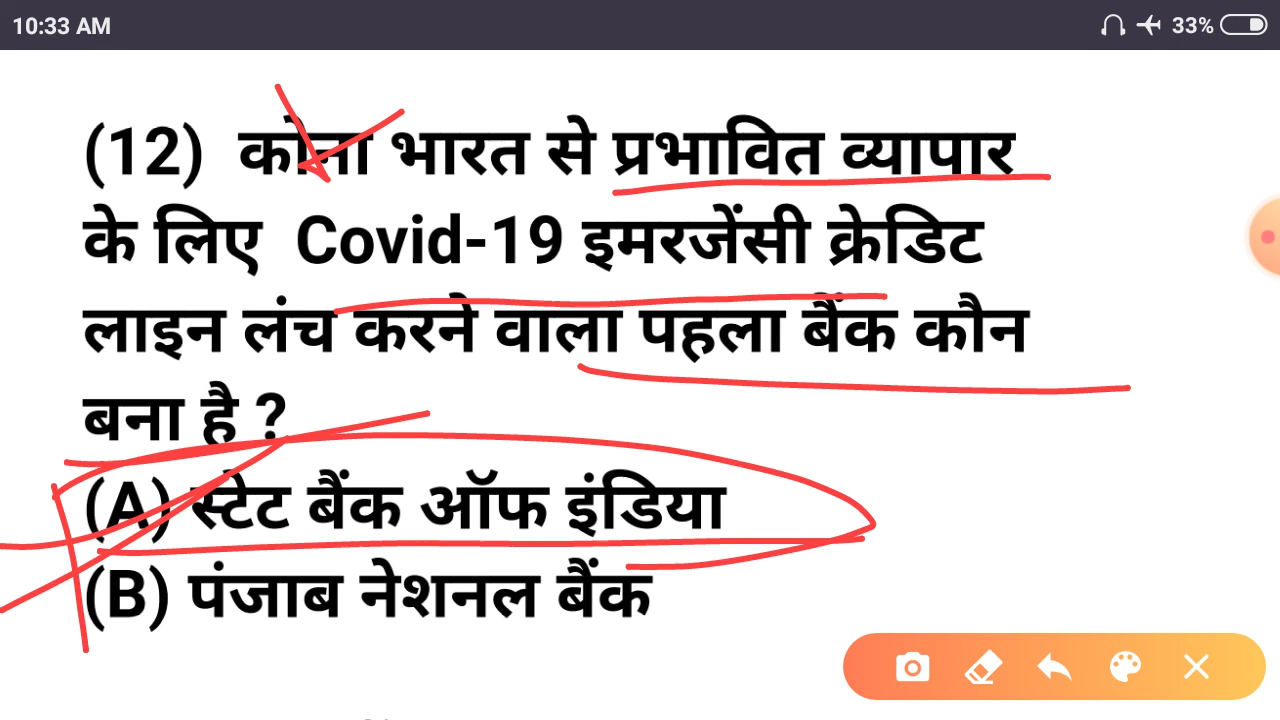 10:33 AM 33%
(12) कोना भारत से प्रभावित व्यापार
के लिए Covid-19 इमरजेंसी क्रेडिट
लाइन लंच करने वाला पहला बैंक कौन
बना है ?
(A) स्टेट बैंक ऑफ इंडिया
(B) पंजाब नेशनल बैंक